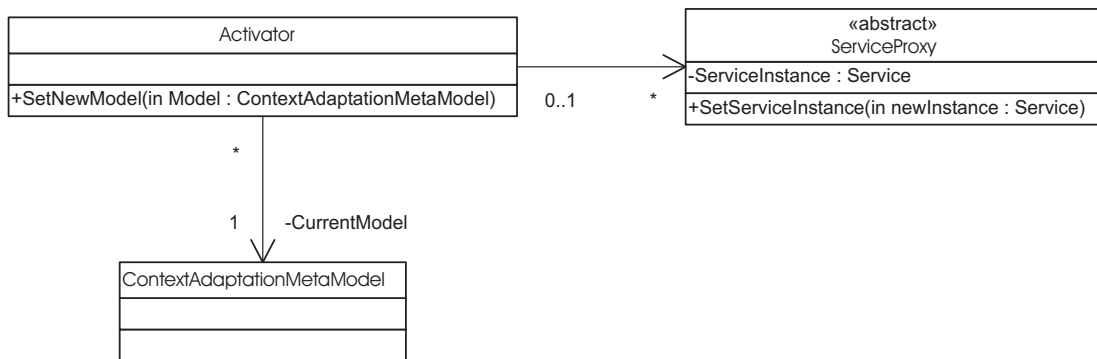 Activator
+SetNewModel(in Model : ContextAdaptationMetaModel)
«abstract»
ServiceProxy
-ServiceInstance : Service
+SetServiceInstance(in newInstance : Service)
0..1
*
*
1
-CurrentModel
ContextAdaptationMetaModel